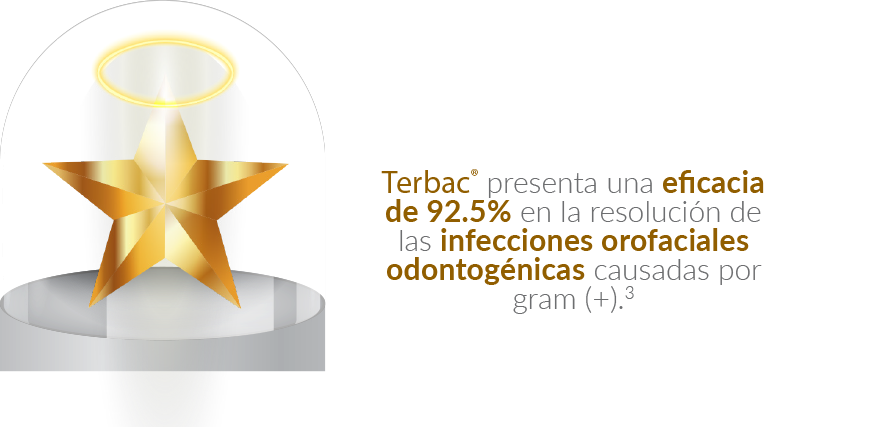 Terbac® presenta una eficacia
de 92.5% en la resolución de
las infecciones orofaciales
odontogénicas causadas por
gram (+).³